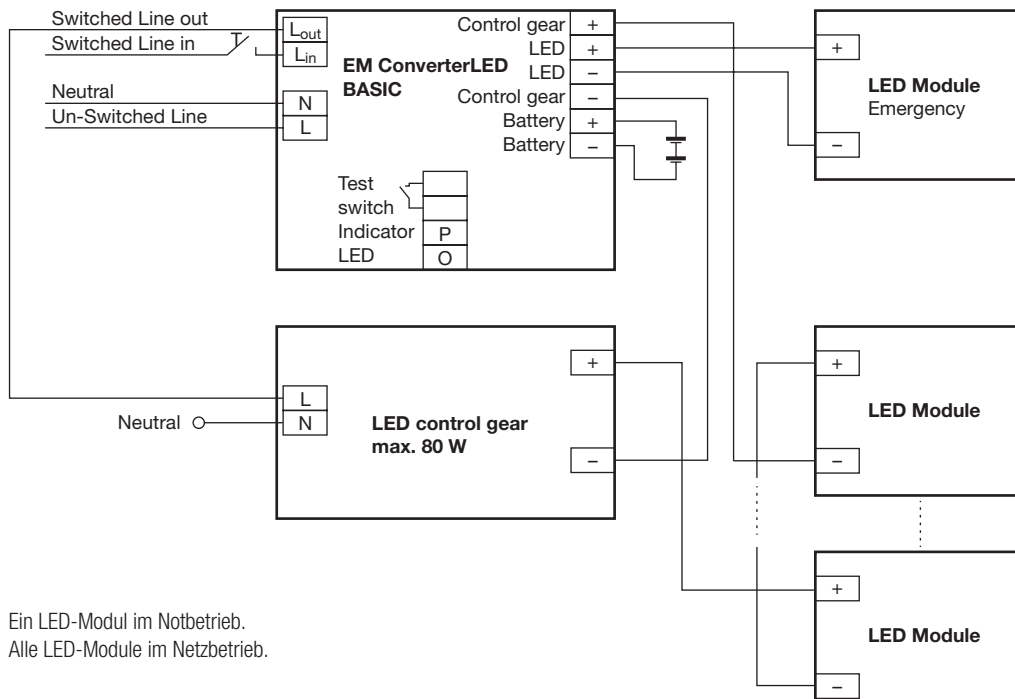 Switched Line out
Switched Line in
Neutral
Un-Switched Line
Lout
Lin
N
L
EM ConverterLED
BASIC
Control gear +
LED +
LED −
Control gear −
Battery +
Battery −
Test
switch
Indicator P
LED O
+
LED Module
Emergency
−
Neutral
L
N
LED control gear
max. 80 W
+
−
+
LED Module
−
+
LED Module
−
Ein LED-Modul im Notbetrieb.
Alle LED-Module im Netzbetrieb.